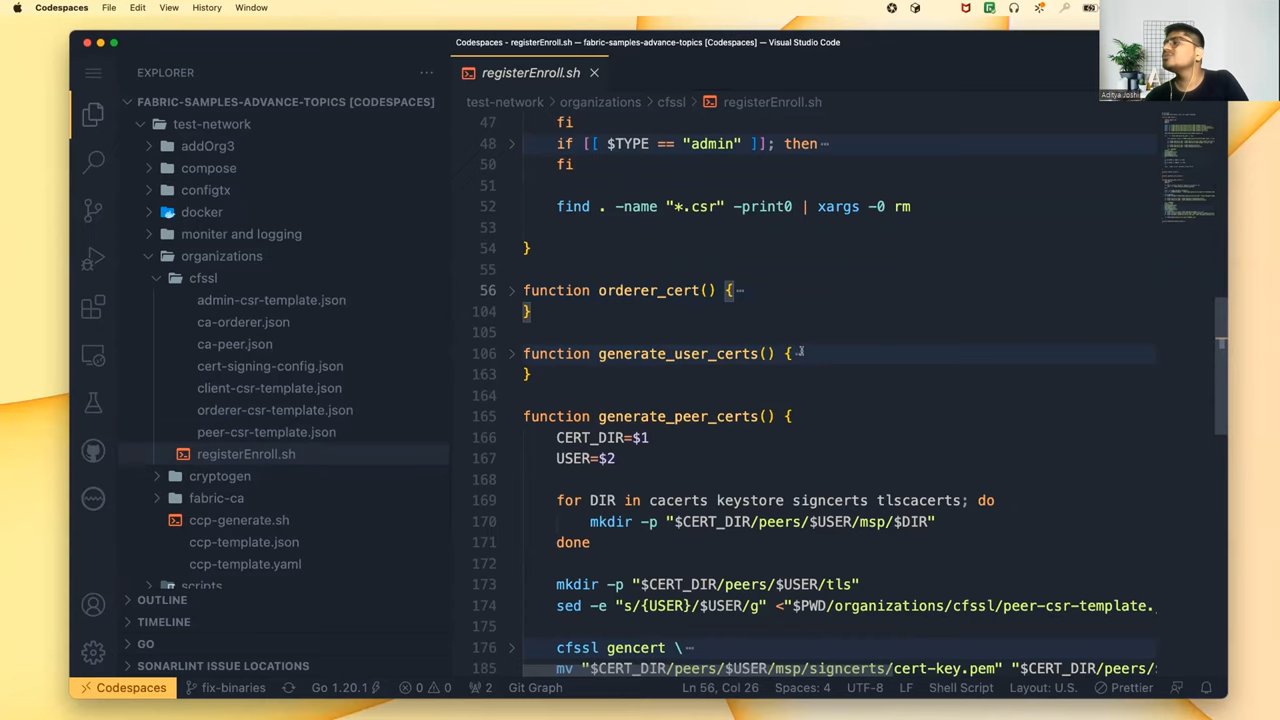 Codespaces File Edit View History Window
Codespaces - registerEnroll.sh — fabric-samples-advance-topics [Codespaces] — Visual Studio Code
Aditya Joshi
EXPLORER
FABRIC-SAMPLES-ADVANCE-TOPICS [CODESPACES]
test-network
addOrg3
compose
configtx
docker
moniter and logging
organizations
cfssl
admin-csr-template.json
ca-orderer.json
ca-peer.json
cert-signing-config.json
client-csr-template.json
orderer-csr-template.json
peer-csr-template.json
registerEnroll.sh
cryptogen
fabric-ca
ccp-generate.sh
ccp-template.json
ccp-template.yaml
scripts
OUTLINE
TIMELINE
GO
SONARLINT ISSUE LOCATIONS
registerEnroll.sh
test-network > organizations > cfssl > registerEnroll.sh
47 fi
48 if [[ $TYPE == "admin" ]]; then
50 fi
51
52 find . -name "*.csr" -print0 | xargs -0 rm
53
54 }
55
56 function orderer_cert() {
104 }
105
106 function generate_user_certs() {
163 }
164
165 function generate_peer_certs() {
166 CERT_DIR=$1
167 USER=$2
168
169 for DIR in cacerts keystore signcerts tlscacerts; do
170 mkdir -p "$CERT_DIR/peers/$USER/msp/$DIR"
171 done
172
173 mkdir -p "$CERT_DIR/peers/$USER/tls"
174 sed -e "s/{USER}/$USER/g" <"$PWD/organizations/cfssl/peer-csr-template.
175
176 cfssl gencert \
185 mv "$CERT_DIR/peers/$USER/msp/signcerts/cert-key.pem" "$CERT_DIR/peers/
Codespaces fix-binaries Go 1.20.1 0 0 2 Git Graph Ln 56, Col 26 Spaces: 4 UTF-8 LF Shell Script Layout: U.S. Prettier